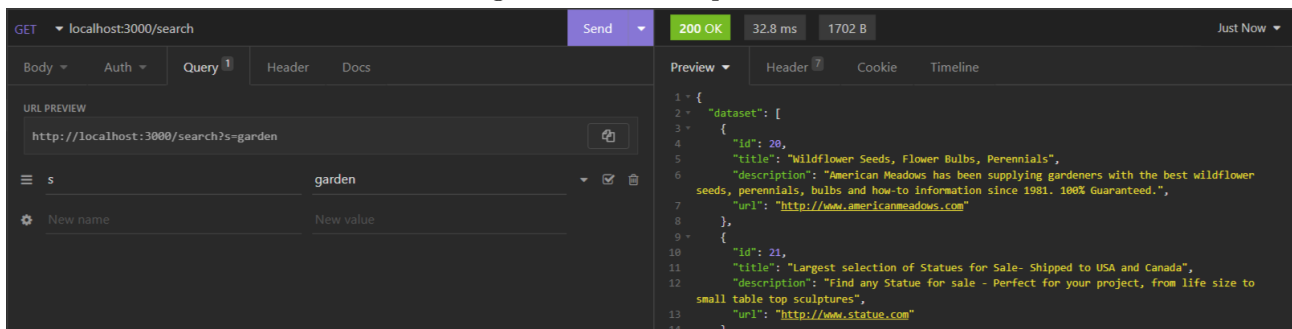 GET localhost:3000/search Send
Body Auth Query 1 Header Docs
URL PREVIEW
http://localhost:3000/search?s=garden
s garden
New name New value
200 OK 32.8 ms 1702 B Just Now
Preview Header 7 Cookie Timeline
1 {
2 "dataset": [
3 {
4 "id": 20,
5 "title": "Wildflower Seeds, Flower Bulbs, Perennials",
6 "description": "American Meadows has been supplying gardeners with the best wildflower
seeds, perennials, bulbs and how-to information since 1981. 100% Guaranteed.",
7 "url": "http://www.americanmeadows.com"
8 },
9 {
10 "id": 21,
11 "title": "Largest selection of Statues for Sale- Shipped to USA and Canada",
12 "description": "Find any Statue for sale - Perfect for your project, from life size to
small table top sculptures",
13 "url": "http://www.statue.com"